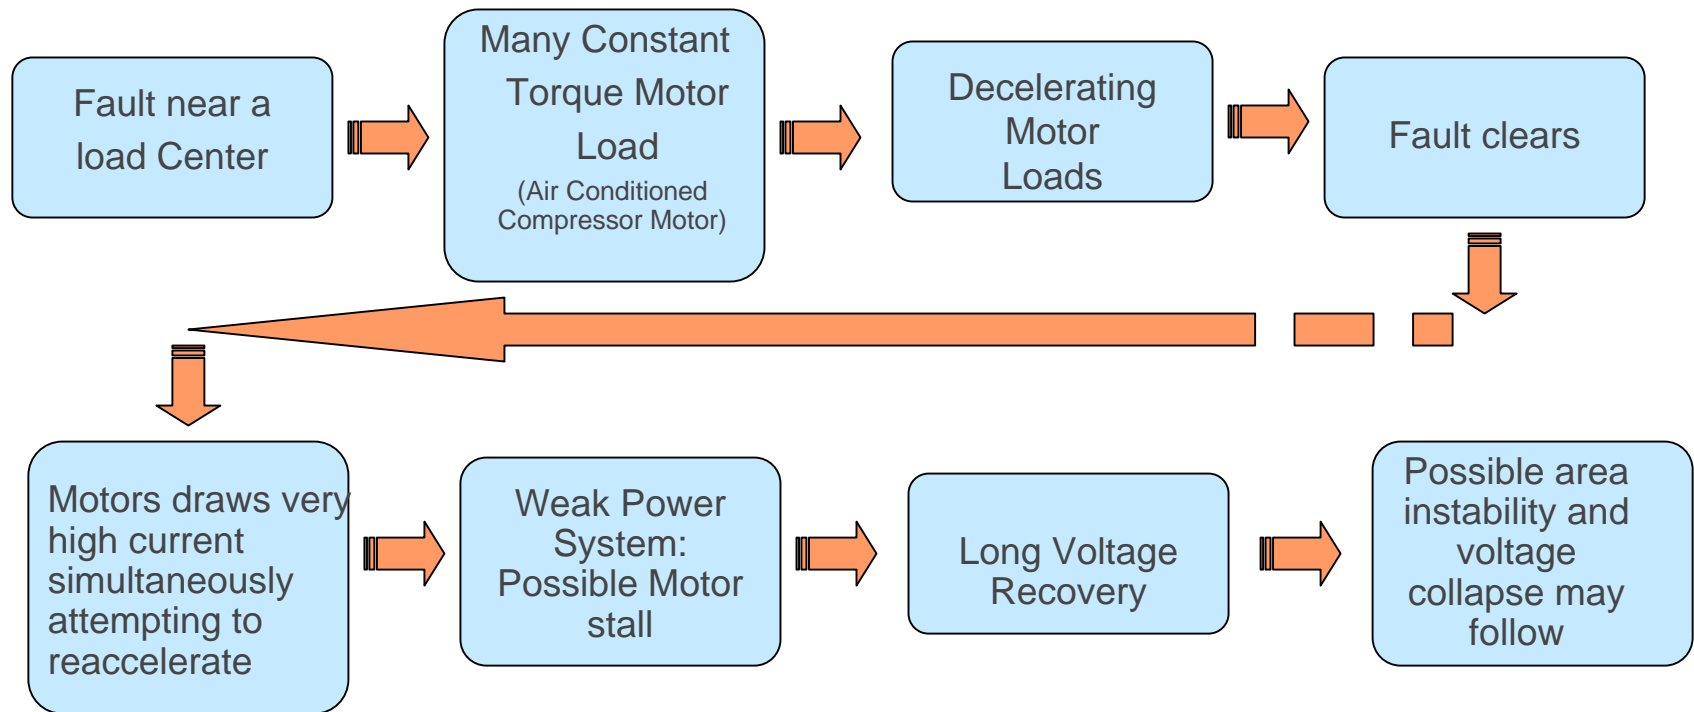 Fault near a
load Center
Many Constant
Torque Motor
Load
(Air Conditioned
Compressor Motor)
Decelerating
Motor
Loads
Fault clears
Motors draws very
high current
simultaneously
attempting to
reaccelerate
Weak Power
System:
Possible Motor
stall
Long Voltage
Recovery
Possible area
instability and
voltage
collapse may
follow